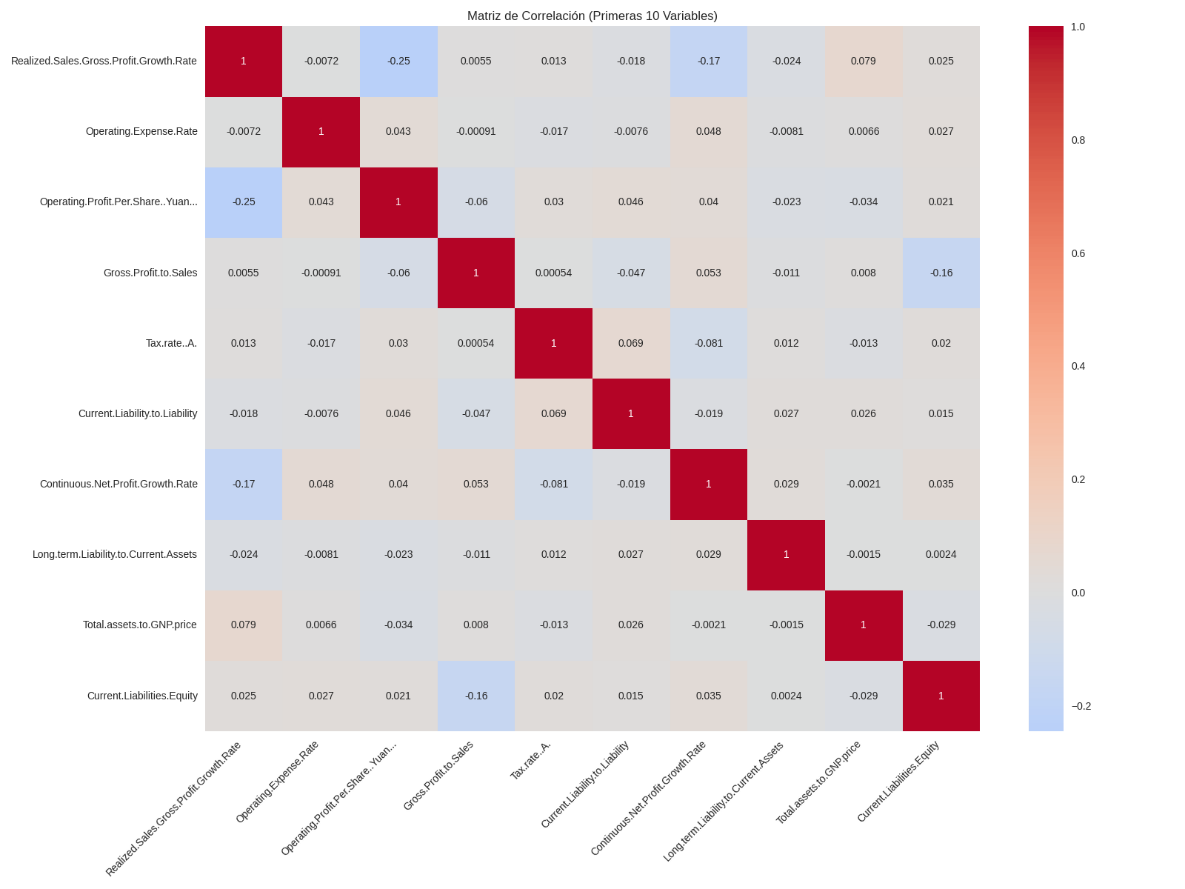 Matriz de Correlación (Primeras 10 Variables)
Realized.Sales.Gross.Profit.Growth.Rate 1 -0.0072 -0.25 0.0055 0.013 -0.018 -0.17 -0.024 0.079 0.025
Operating.Expense.Rate -0.0072 1 0.043 -0.00091 -0.017 -0.0076 0.048 -0.0081 0.0066 0.027
Operating.Profit.Per.Share..Yuan... -0.25 0.043 1 -0.06 0.03 0.046 0.04 -0.023 -0.034 0.021
Gross.Profit.to.Sales 0.0055 -0.00091 -0.06 1 0.00054 -0.047 0.053 -0.011 0.008 -0.16
Tax.rate..A. 0.013 -0.017 0.03 0.00054 1 0.069 -0.081 0.012 -0.013 0.02
Current.Liability.to.Liability -0.018 -0.0076 0.046 -0.047 0.069 1 -0.019 0.027 0.026 0.015
Continuous.Net.Profit.Growth.Rate -0.17 0.048 0.04 0.053 -0.081 -0.019 1 0.029 -0.0021 0.035
Long.term.Liability.to.Current.Assets -0.024 -0.0081 -0.023 -0.011 0.012 0.027 0.029 1 -0.0015 0.0024
Total.assets.to.GNP.price 0.079 0.0066 -0.034 0.008 -0.013 0.026 -0.0021 -0.0015 1 -0.029
Current.Liabilities.Equity 0.025 0.027 0.021 -0.16 0.02 0.015 0.035 0.0024 -0.029 1
Realized.Sales.Gross.Profit.Growth.Rate
Operating.Expense.Rate
Operating.Profit.Per.Share..Yuan...
Gross.Profit.to.Sales
Tax.rate..A.
Current.Liability.to.Liability
Continuous.Net.Profit.Growth.Rate
Long.term.Liability.to.Current.Assets
Total.assets.to.GNP.price
Current.Liabilities.Equity
1.0
0.8
0.6
0.4
0.2
0.0
−0.2